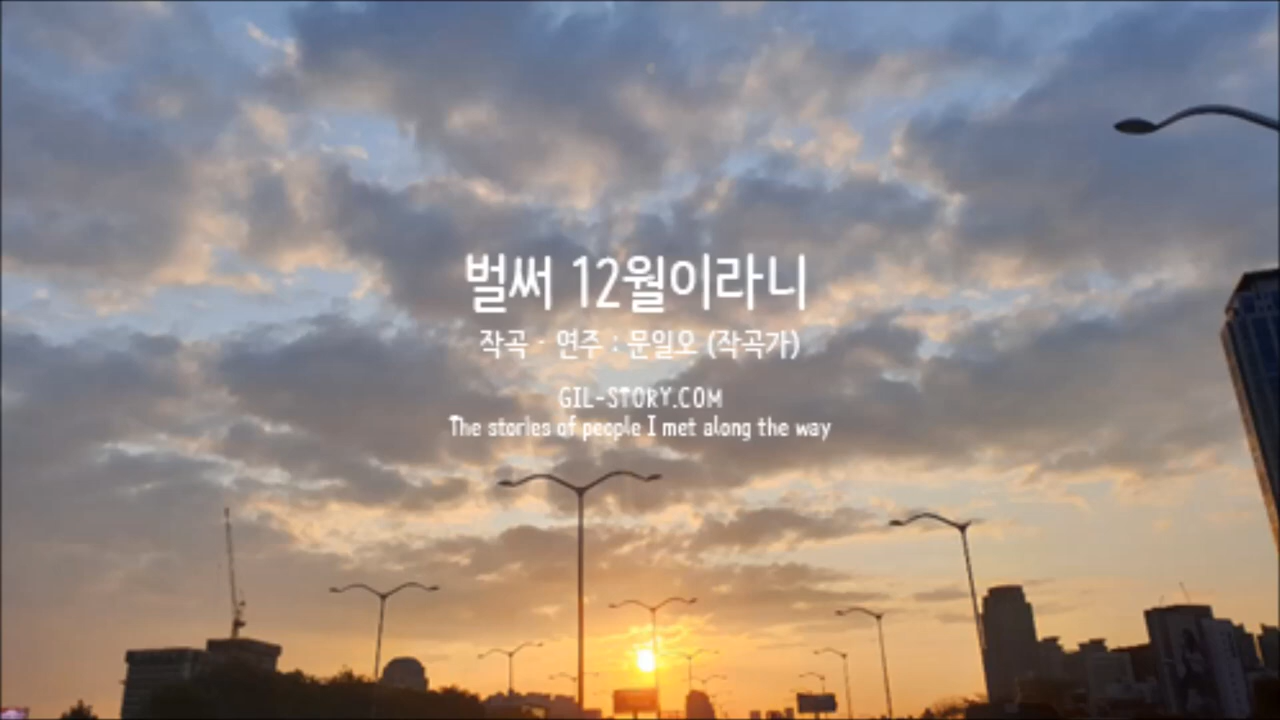 벌써 12월이라니
작곡 · 연주 : 문일오 (작곡가)
GIL-STORY.COM
The stories of people I met along the way